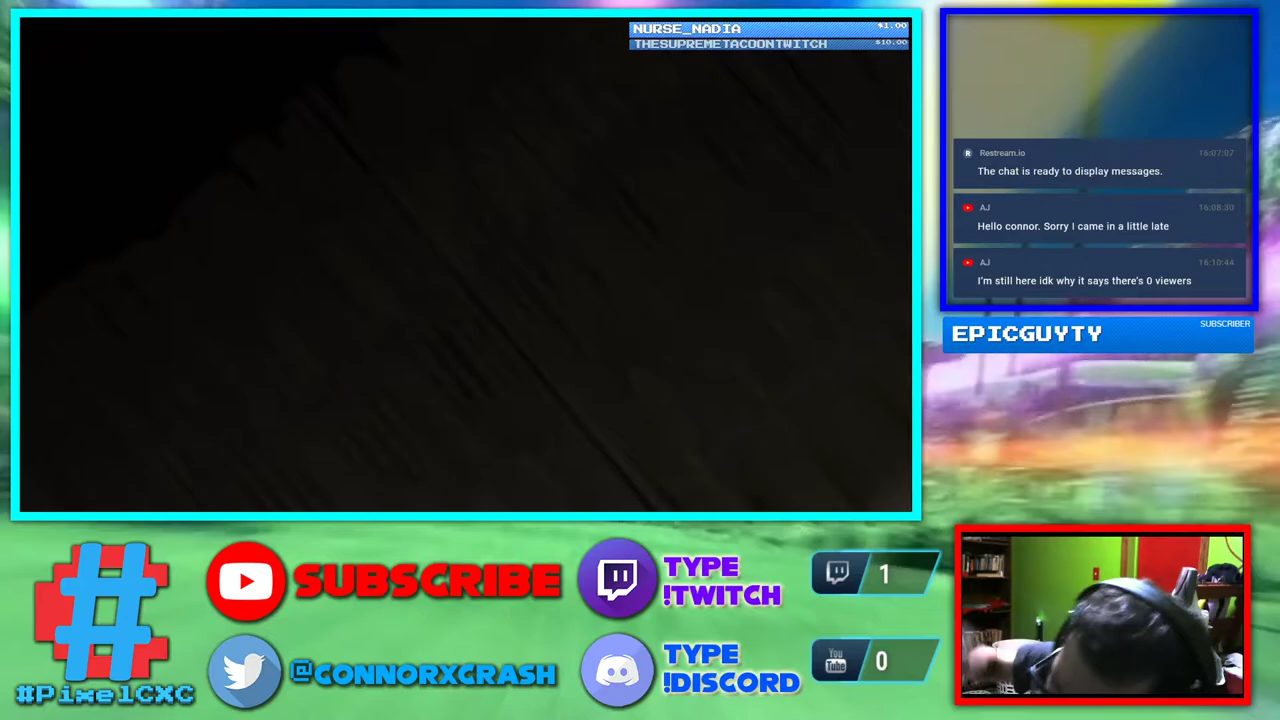 NURSE_NADIA $1.00
THESUPREMETACOONTWITCH $10.00
R Restream.io 16:07:07
The chat is ready to display messages.
AJ 16:08:30
Hello connor. Sorry I came in a little late
AJ 16:10:44
I'm still here idk why it says there's 0 viewers
EPICGUYTY SUBSCRIBER
#
#PixelCXC
SUBSCRIBE
@CONNORXCRASH
TYPE
!TWITCH
1
TYPE
!DISCORD
You
Tube
0